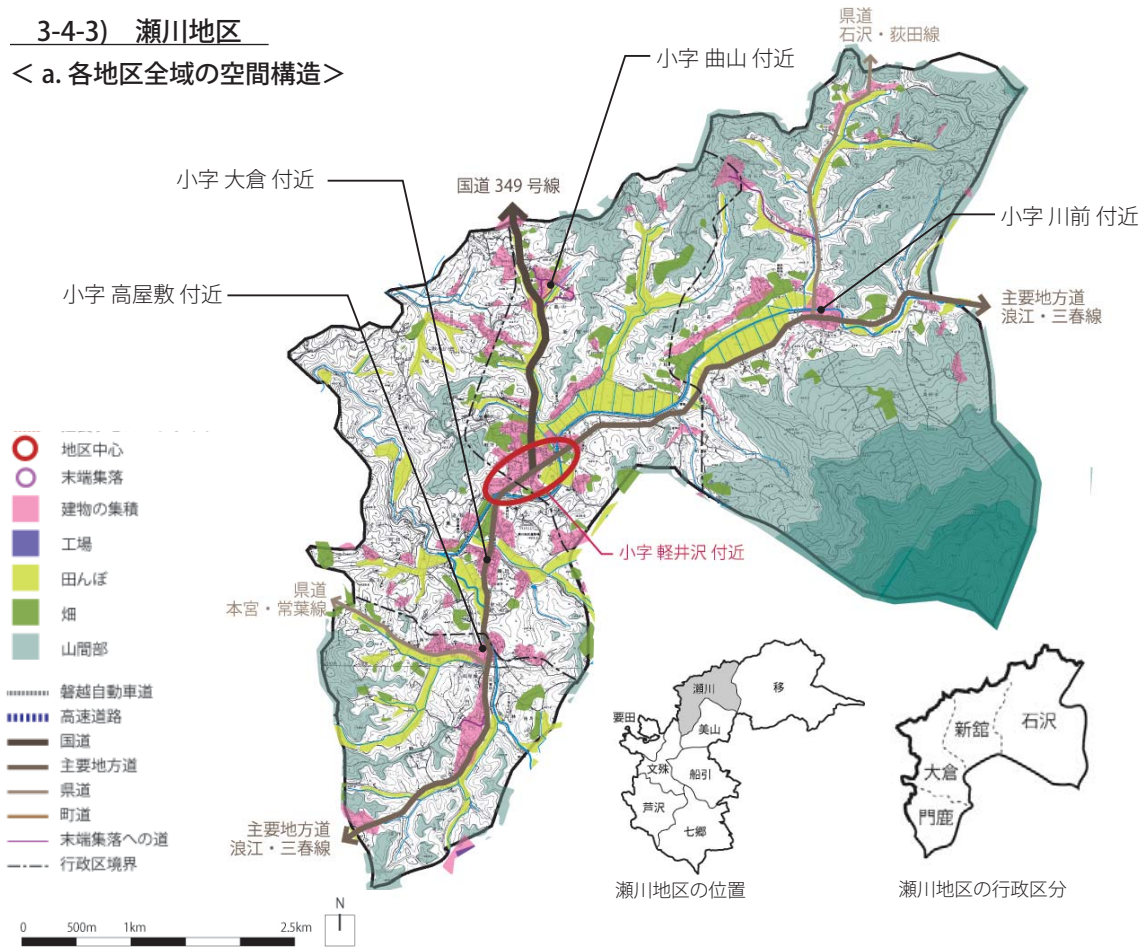 3-4-3) 瀬川地区
＜ a. 各地区全域の空間構造＞
県道
石沢・荻田線
小字 曲山 付近
小字 大倉 付近
国道 349 号線
小字 川前 付近
小字 高屋敷 付近
主要地方道
浪江・三春線
地区中心
末端集落
建物の集積
工場
田んぼ
畑
山間部
小字 軽井沢 付近
県道
本宮・常葉線
磐越自動車道
高速道路
国道
主要地方道
県道
町道
末端集落への道
行政区境界
主要地方道
浪江・三春線
瀬川
移
要田
美山
文殊
船引
芦沢
七郷
瀬川地区の位置
石沢
新舘
大倉
門鹿
瀬川地区の行政区分
0 500m 1km 2.5km
N